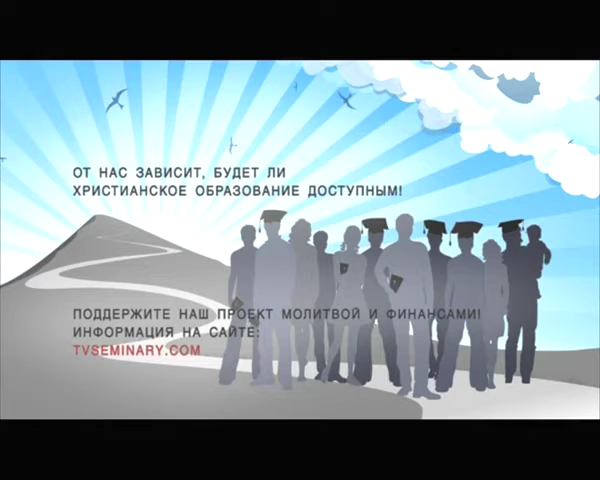 ОТ НАС ЗАВИСИТ, БУДЕТ ЛИ
ХРИСТИАНСКОЕ ОБРАЗОВАНИЕ ДОСТУПНЫМ!
ПОДДЕРЖИТЕ НАШ ПРОЕКТ МОЛИТВОЙ И ФИНАНСАМИ!
ИНФОРМАЦИЯ НА САЙТЕ:
TVSEMINARY.COM